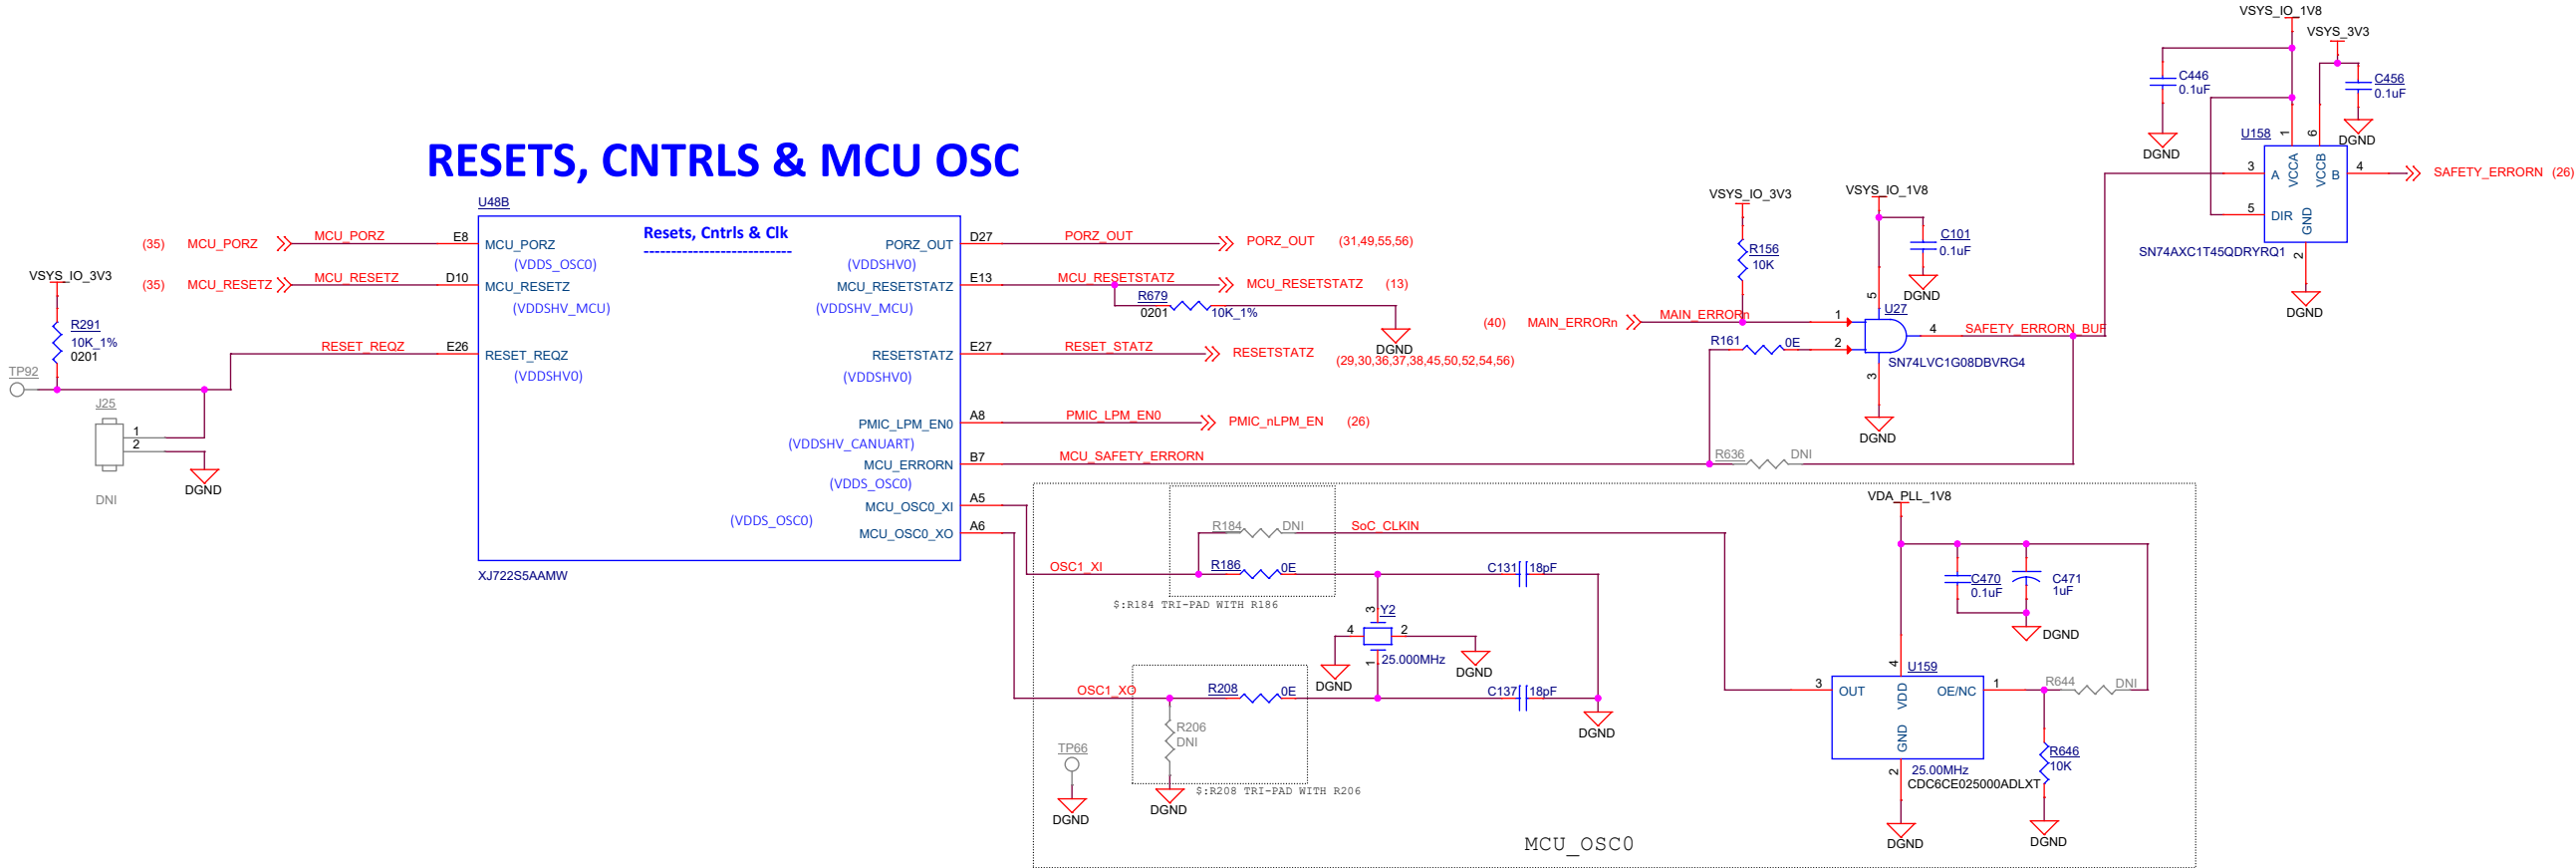 RESETS, CNTRLS & MCU OSC
U48B
Resets, Cntrls & Clk
(35) MCU_PORZ MCU_PORZ E8 MCU_PORZ
(VDDS_OSC0)
(35) MCU_RESETZ MCU_RESETZ D10 MCU_RESETZ
(VDDSHV_MCU)
VSYS_IO_3V3
R291
10K_1%
0201
RESET_REQZ E26 RESET_REQZ
(VDDSHV0)
TP92
J25
1
2
DGND
DNI
PORZ_OUT D27 PORZ_OUT PORZ_OUT (31,49,55,56)
(VDDSHV0)
MCU_RESETSTATZ E13 MCU_RESETSTATZ MCU_RESETSTATZ (13)
(VDDSHV_MCU)
R679
0201 10K_1%
DGND
RESETSTATZ E27 RESET_STATZ RESETSTATZ
(29,30,36,37,38,45,50,52,54,56)
(VDDSHV0)
PMIC_LPM_EN0 A8 PMIC_LPM_EN0 PMIC_nLPM_EN (26)
(VDDSHV_CANUART)
MCU_ERRORN B7 MCU_SAFETY_ERRORN
(VDDS_OSC0)
MCU_OSC0_XI A5
(VDDS_OSC0)
MCU_OSC0_XO A6
XJ722S5AAMW
VSYS_IO_1V8
VSYS_3V3
C446
0.1uF
DGND
C456
0.1uF
DGND
U158
1 6
3 A VCCA VCCB B 4 SAFETY_ERRORN (26)
5 DIR GND
2
SN74AXC1T45QDRYRQ1
DGND
VSYS_IO_3V3
R156
10K
VSYS_IO_1V8
C101
0.1uF
DGND
5
U27
(40) MAIN_ERRORn MAIN_ERRORn 1
4 SAFETY_ERRORN_BUF
R161 0E 2
3
SN74LVC1G08DBVRG4
DGND
R636 DNI
R184 DNI SoC_CLKIN
OSC1_XI R186 0E C131 18pF
$:R184 TRI-PAD WITH R186
3 Y2
4 2
1 25.000MHz
DGND
DGND
OSC1_XO R208 0E C137 18pF
DGND
R206
DNI
DGND
$:R208 TRI-PAD WITH R206
TP66
DGND
VDA_PLL_1V8
C470
0.1uF
C471
1uF
DGND
4 U159
3 OUT VDD OE/NC 1 R644 DNI
GND
2
25.00MHz
CDC6CE025000ADLXT
R646
10K
DGND
DGND
MCU_OSC0